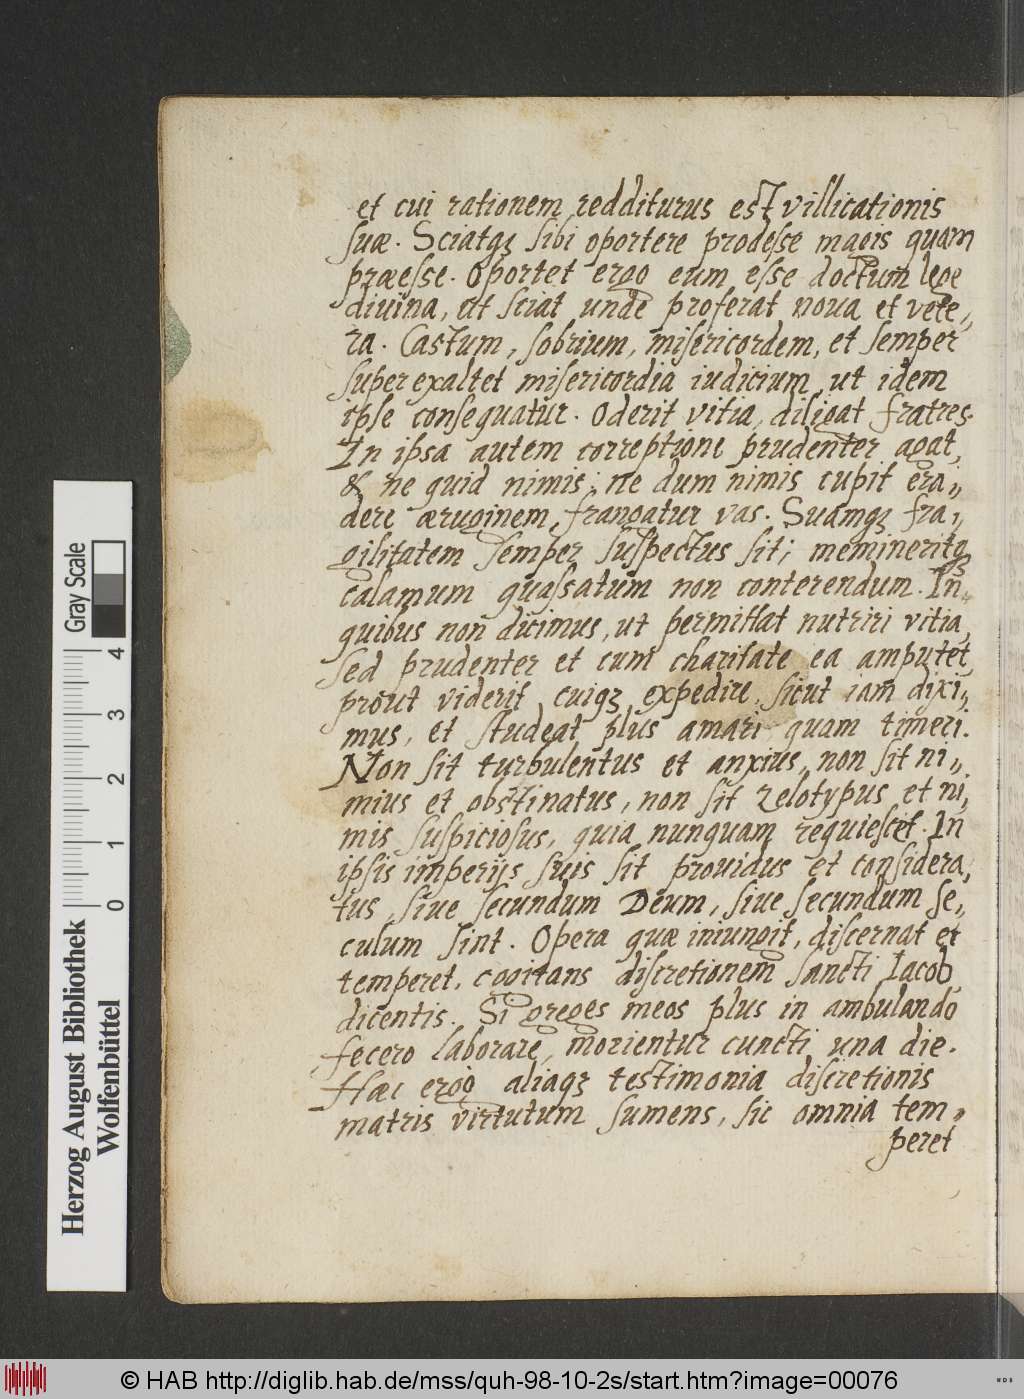 et cui rationem redditurus est villicationis
suæ. Sciatqꝫ sibi oportere prodesse magis quam
præesse. Oportet ergo eum esse doctum lege
diuina, ut sciat unde proferat noua et vete„
ra. Castum, sobrium, misericordem, et semper
superexaltet misericordia iudicium, ut idem
ipse consequatur. Oderit vitia, diligat fratres.
In ipsa autem correptione prudenter agat,
& ne quid nimis: ne dum nimis cupit era„
dere æruginem, frangatur vas. Suamqꝫ fra„
gilitatem semper suspectus sit; memineritqꝫ
calamum quassatum non conterendum. In„
quibus non dicimus, ut permittat nutriri vitia,
sed prudenter et cum charitate ea amputet,
prout viderit cuiqꝫ expedire, sicut iam dixi„
mus, et studeat plus amari quam timeri.
Non sit turbulentus et anxius, non sit ni„
mius et obstinatus, non sit zelotypus et ni„
mis suspiciosus, quia nunquam requiescet. In
ipsis imperijs suis sit prouidus et considera„
tus, siue secundum Deum, siue secundum se„
culum sint. Opera quæ iniungit, discernat et
temperet, cogitans discretionem sancti Iacob
dicentis. Si greges meos plus in ambulando
fecero laborare, morientur cuncti una die.
Hæc ergo aliaqꝫ testimonia discretionis
matris virtutum sumens, sic omnia tem„
peret
Gray Scale
0 1 2 3 4
Herzog August Bibliothek
Wolfenbüttel
© HAB http://diglib.hab.de/mss/quh-98-10-2s/start.htm?image=00076